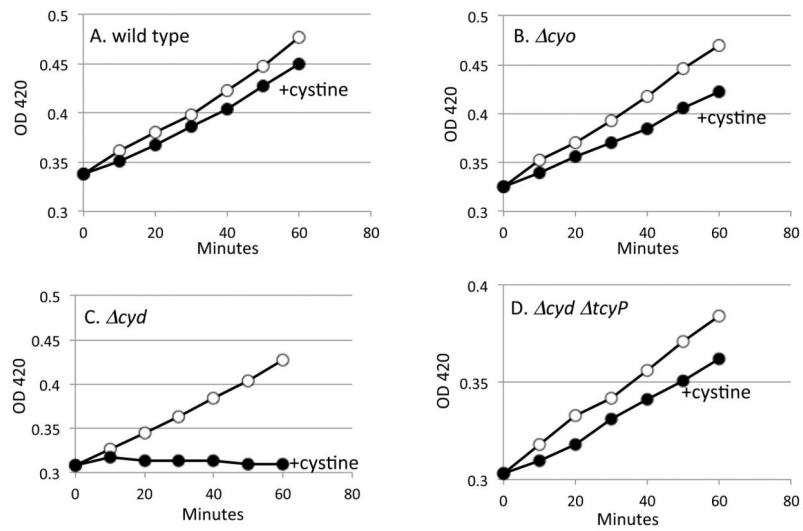 A. wild type
OD 420
0.5
0.45
0.4
0.35
0.3
+cystine
0 20 40 60 80
Minutes
B. Δcyo
OD 420
0.5
0.45
0.4
0.35
0.3
+cystine
0 20 40 60 80
Minutes
C. Δcyd
OD 420
0.5
0.45
0.4
0.35
0.3
+cystine
0 20 40 60 80
Minutes
D. Δcyd ΔtcyP
OD 420
0.4
0.35
0.3
+cystine
0 20 40 60 80
Minutes